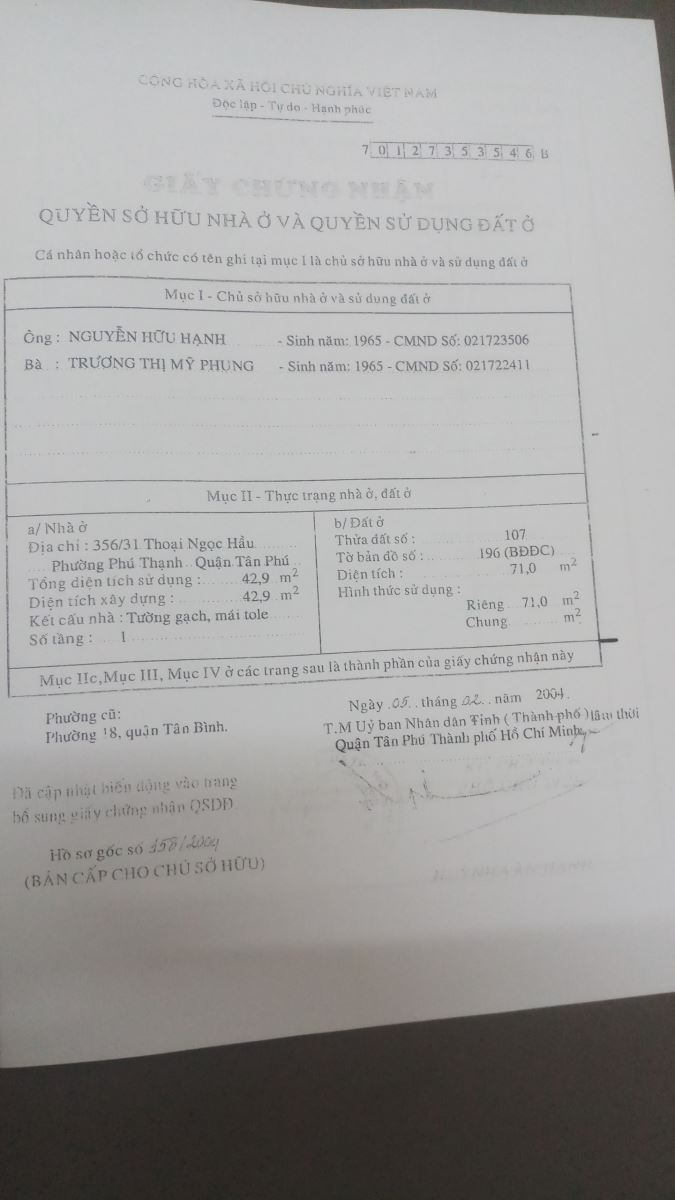 CỘNG HÒA XÃ HỘI CHỦ NGHĨA VIỆT NAM
Độc lập - Tự do - Hạnh phúc
7 0 1 2 7 3 5 3 5 4 6 B
GIẤY CHỨNG NHẬN
QUYỀN SỞ HỮU NHÀ Ở VÀ QUYỀN SỬ DỤNG ĐẤT Ở
Cá nhân hoặc tổ chức có tên ghi tại mục I là chủ sở hữu nhà ở và sử dụng đất ở
Mục I - Chủ sở hữu nhà ở và sử dụng đất ở
Ông : NGUYỄN HỮU HẠNH - Sinh năm: 1965 - CMND Số: 021723506
Bà : TRƯƠNG THỊ MỸ PHUNG - Sinh năm: 1965 - CMND Số: 021722411
Mục II - Thực trạng nhà ở, đất ở
a/ Nhà ở
Địa chỉ : 356/31 Thoại Ngọc Hầu
Phường Phú Thạnh Quận Tân Phú
Tổng diện tích sử dụng : 42,9 m2
Diện tích xây dựng : 42,9 m2
Kết cấu nhà : Tường gạch, mái tole
Số tầng : 1
b/ Đất ở
Thửa đất số : 107
Tờ bản đồ số : 196 (BĐĐC)
Diện tích : 71,0 m2
Hình thức sử dụng :
Riêng 71,0 m2
Chung m2
Mục IIc, Mục III, Mục IV ở các trang sau là thành phần của giấy chứng nhận này
Phường cũ:
Phường 18, quận Tân Bình.
Đã cập nhật biến động vào trang
bổ sung giấy chứng nhận QSDĐ.
Hồ sơ gốc số 358/2004
(BẢN CẤP CHO CHỦ SỞ HỮU)
Ngày 05 tháng 02 năm 2004
T.M Uỷ ban Nhân dân Tỉnh ( Thành phố ) lâm thời
Quận Tân Phú Thành phố Hồ Chí Minh